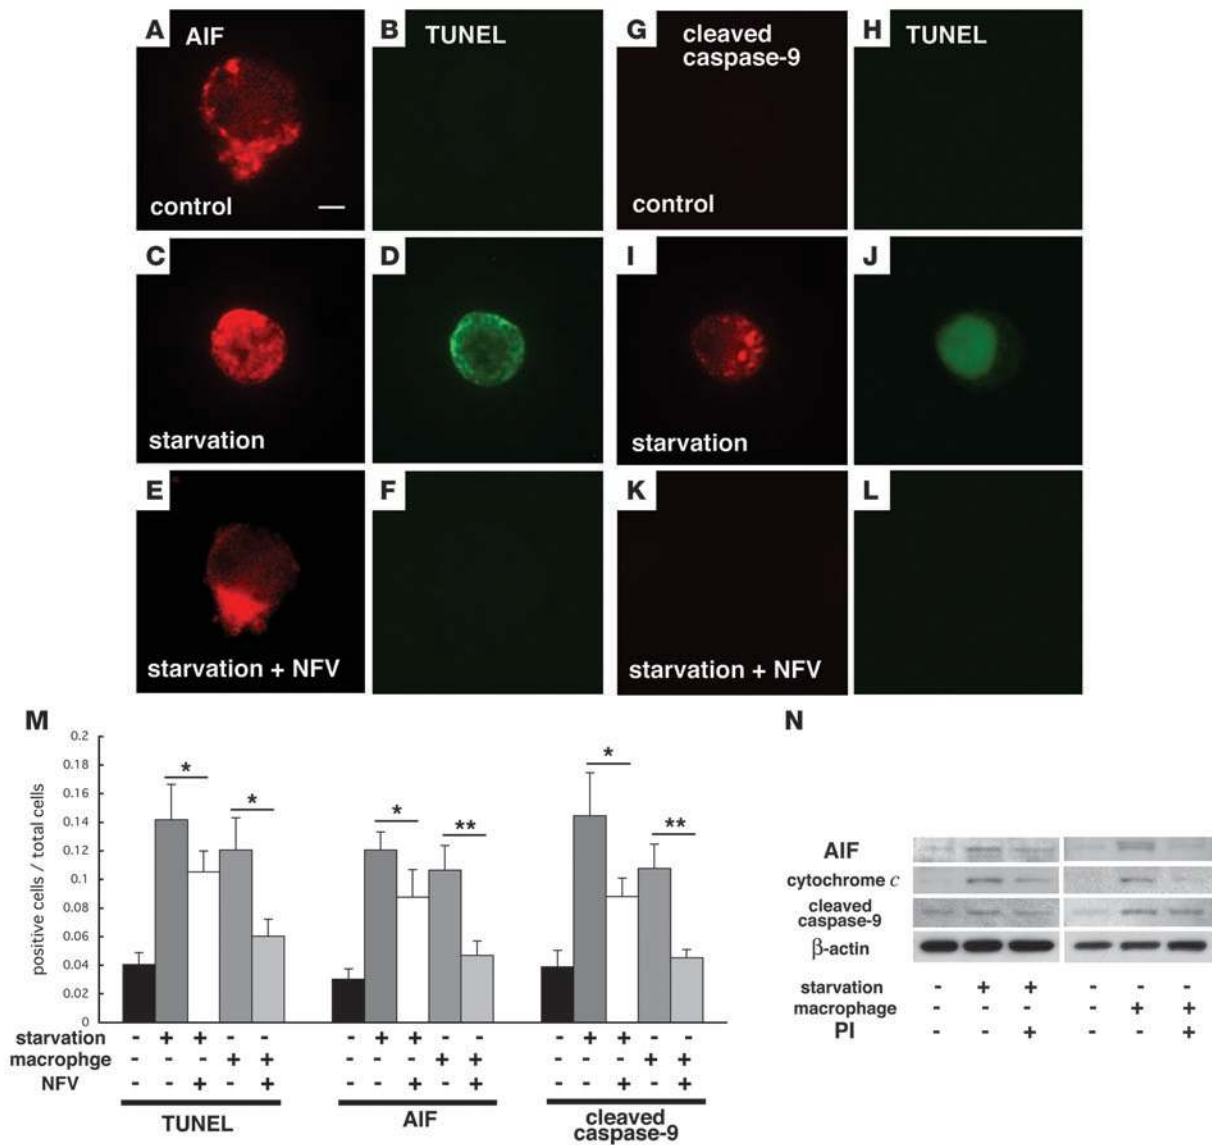 A AIF
B TUNEL
G cleaved
caspase-9
H TUNEL
control
control
C
D
I
J
starvation
starvation
E
F
K
L
starvation + NFV
starvation + NFV
M
positive cells / total cells
0.2
0.18
0.16
0.14
0.12
0.1
0.08
0.06
0.04
0.02
0
* * * ** * **
starvation - + + - - - + + - - - + + - -
macrophge - - - + + - - - + + - - - + +
NFV - - + - + - - + - + - - + - +
TUNEL
AIF
cleaved
caspase-9
N
AIF
cytochrome c
cleaved
caspase-9
β-actin
starvation - + + - - -
macrophage - - - - + +
PI - - + - - +